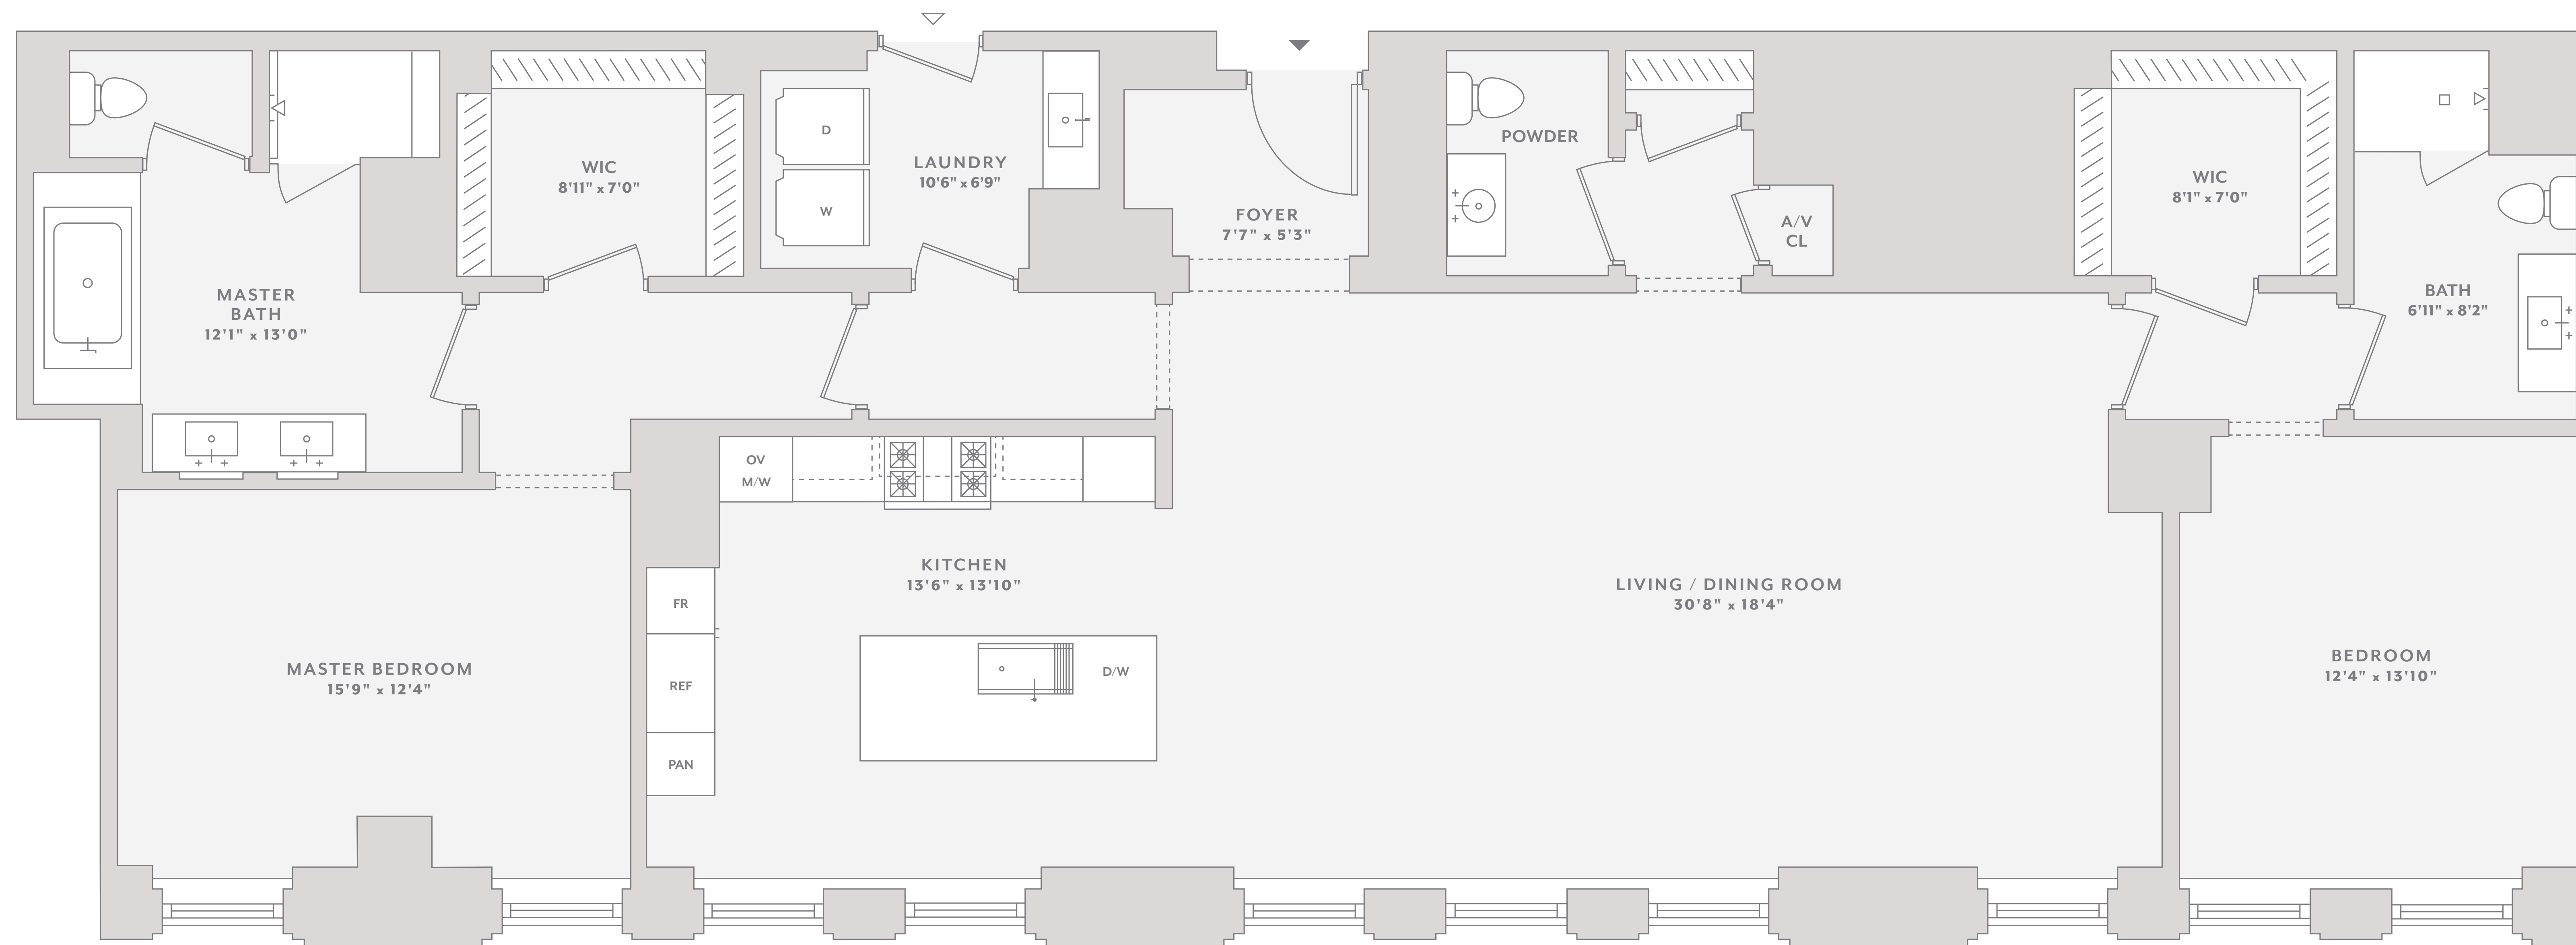 D
W
LAUNDRY
10'6" x 6'9"
WIC
8'11" x 7'0"
FOYER
7'7" x 5'3"
POWDER
A/V
CL
WIC
8'1" x 7'0"
MASTER
BATH
12'1" x 13'0"
BATH
6'11" x 8'2"
OV
M/W
KITCHEN
13'6" x 13'10"
FR
REF
PAN
D/W
LIVING / DINING ROOM
30'8" x 18'4"
MASTER BEDROOM
15'9" x 12'4"
BEDROOM
12'4" x 13'10"